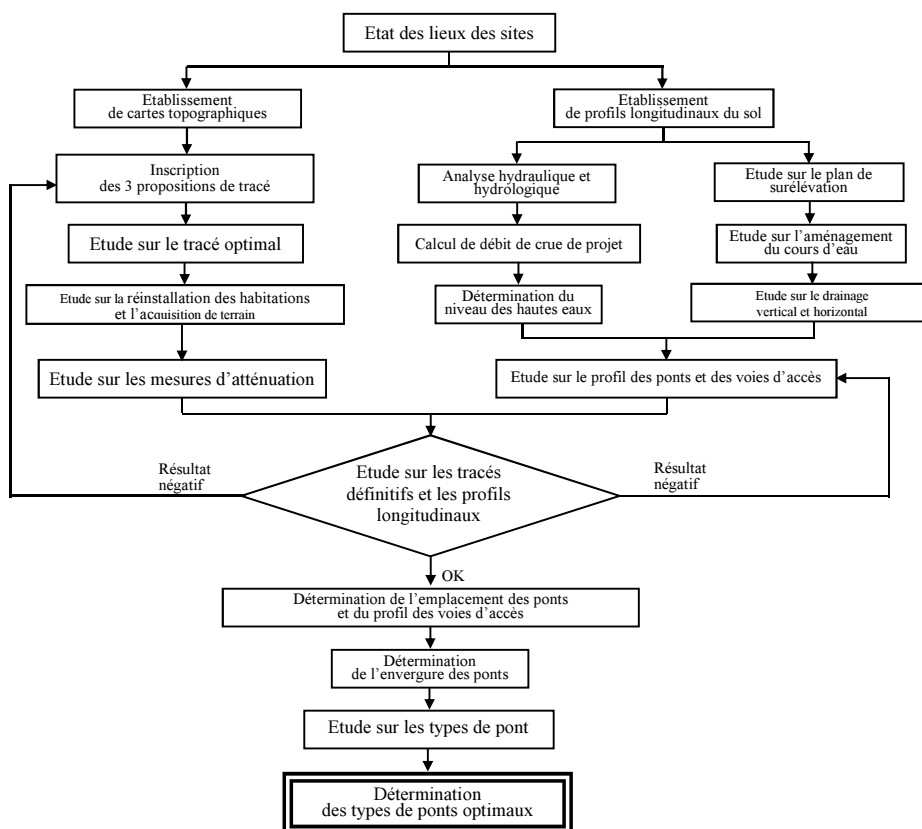 Etat des lieux des sites
Etablissement
de cartes topographiques
Etablissement
de profils longitudinaux du sol
Inscription
des 3 propositions de tracé
Analyse hydraulique et
hydrólogique
Etude sur le plan de
surélévation
Etude sur le tracé optimal
Calcul de débit de crue de projet
Etude sur l’aménagement
du cours d’eau
Etude sur la réinstallation des habitations
et l’acquisition de terrain
Détermination du
niveau des hautes eaux
Etude sur le drainage
vertical et horizontal
Etude sur les mesures d’atténuation
Etude sur le profil des ponts et des voies d’accès
Résultat
négatif
Etude sur les tracés
définitifs et les profils
longitudinaux
Résultat
négatif
OK
Détermination de l’emplacement des ponts
et du profil des voies d’accès
Détermination
de l’envergure des ponts
Etude sur les types de pont
Détermination
des types de ponts optimaux